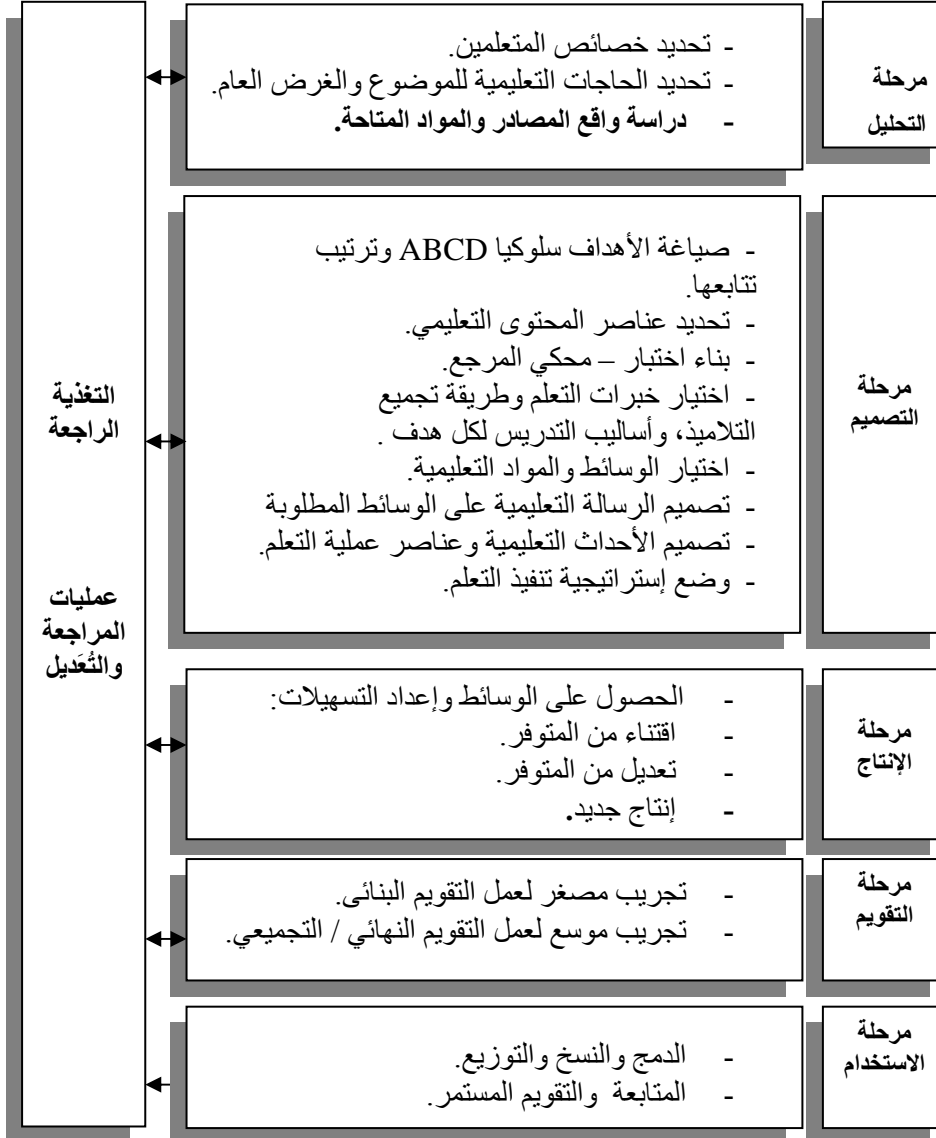 مرحلة
التحليل
- تحديد خصائص المتعلمين.
- تحديد الحاجات التعليمية للموضوع والغرض العام.
- دراسة واقع المصادر والمواد المتاحة.
مرحلة
التصميم
- صياغة الأهداف سلوكيا ABCD وترتيب
تتابعها.
- تحديد عناصر المحتوى التعليمي.
- بناء اختبار – محكي المرجع.
- اختيار خبرات التعلم وطريقة تجميع
التلاميذ، وأساليب التدريس لكل هدف .
- اختيار الوسائط والمواد التعليمية.
- تصميم الرسالة التعليمية على الوسائط المطلوبة
- تصميم الأحداث التعليمية وعناصر عملية التعلم.
- وضع إستراتيجية تنفيذ التعلم.
مرحلة
الإنتاج
- الحصول على الوسائط وإعداد التسهيلات:
- اقتناء من المتوفر.
- تعديل من المتوفر.
- إنتاج جديد.
مرحلة
التقويم
- تجريب مصغر لعمل التقويم البنائى.
- تجريب موسع لعمل التقويم النهائي / التجميعي.
مرحلة
الاستخدام
- الدمج والنسخ والتوزيع.
- المتابعة والتقويم المستمر.
التغذية
الراجعة
عمليات
المراجعة
والتُعَديل